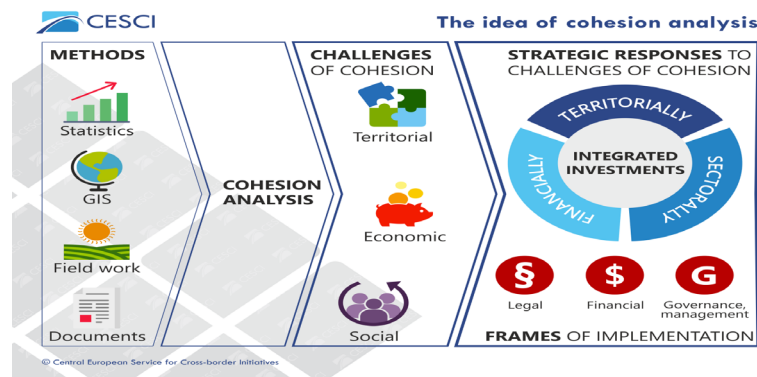 CESCI
The idea of cohesion analysis
METHODS
Statistics
GIS
Field work
Documents
COHESION
ANALYSIS
CHALLENGES
OF COHESION
Territorial
Economic
Social
STRATEGIC RESPONSES TO
CHALLENGES OF COHESION
TERRITORIALLY
FINANCIALLY
SECTORALLY
INTEGRATED
INVESTMENTS
§
$
G
Legal
Financial
Governance,
management
FRAMES OF IMPLEMENTATION
© Central European Service for Cross-border Initiatives